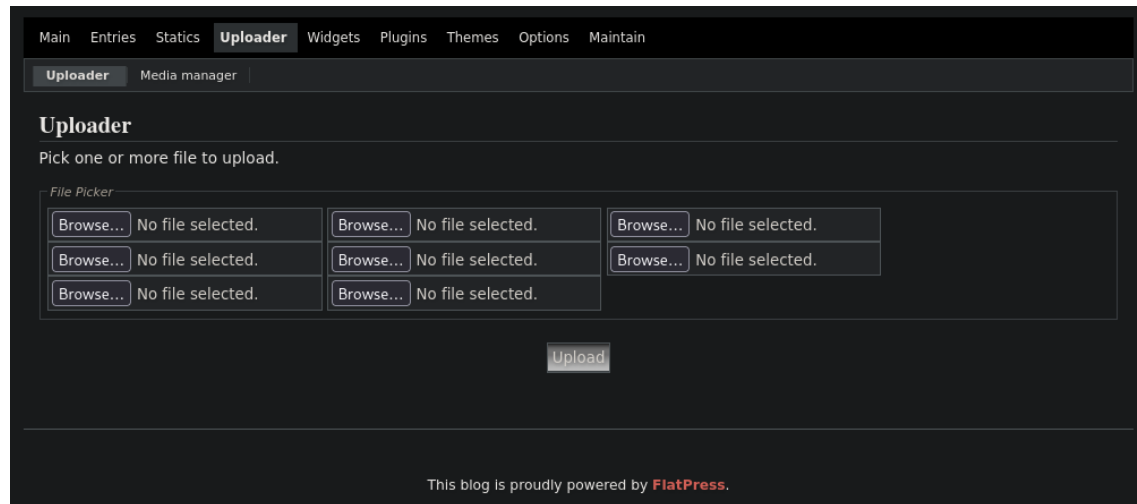 Main Entries Statics Uploader Widgets Plugins Themes Options Maintain
Uploader Media manager
Uploader
Pick one or more file to upload.
File Picker
Browse... No file selected. Browse... No file selected. Browse... No file selected.
Browse... No file selected. Browse... No file selected. Browse... No file selected.
Browse... No file selected. Browse... No file selected.
Upload
This blog is proudly powered by FlatPress.